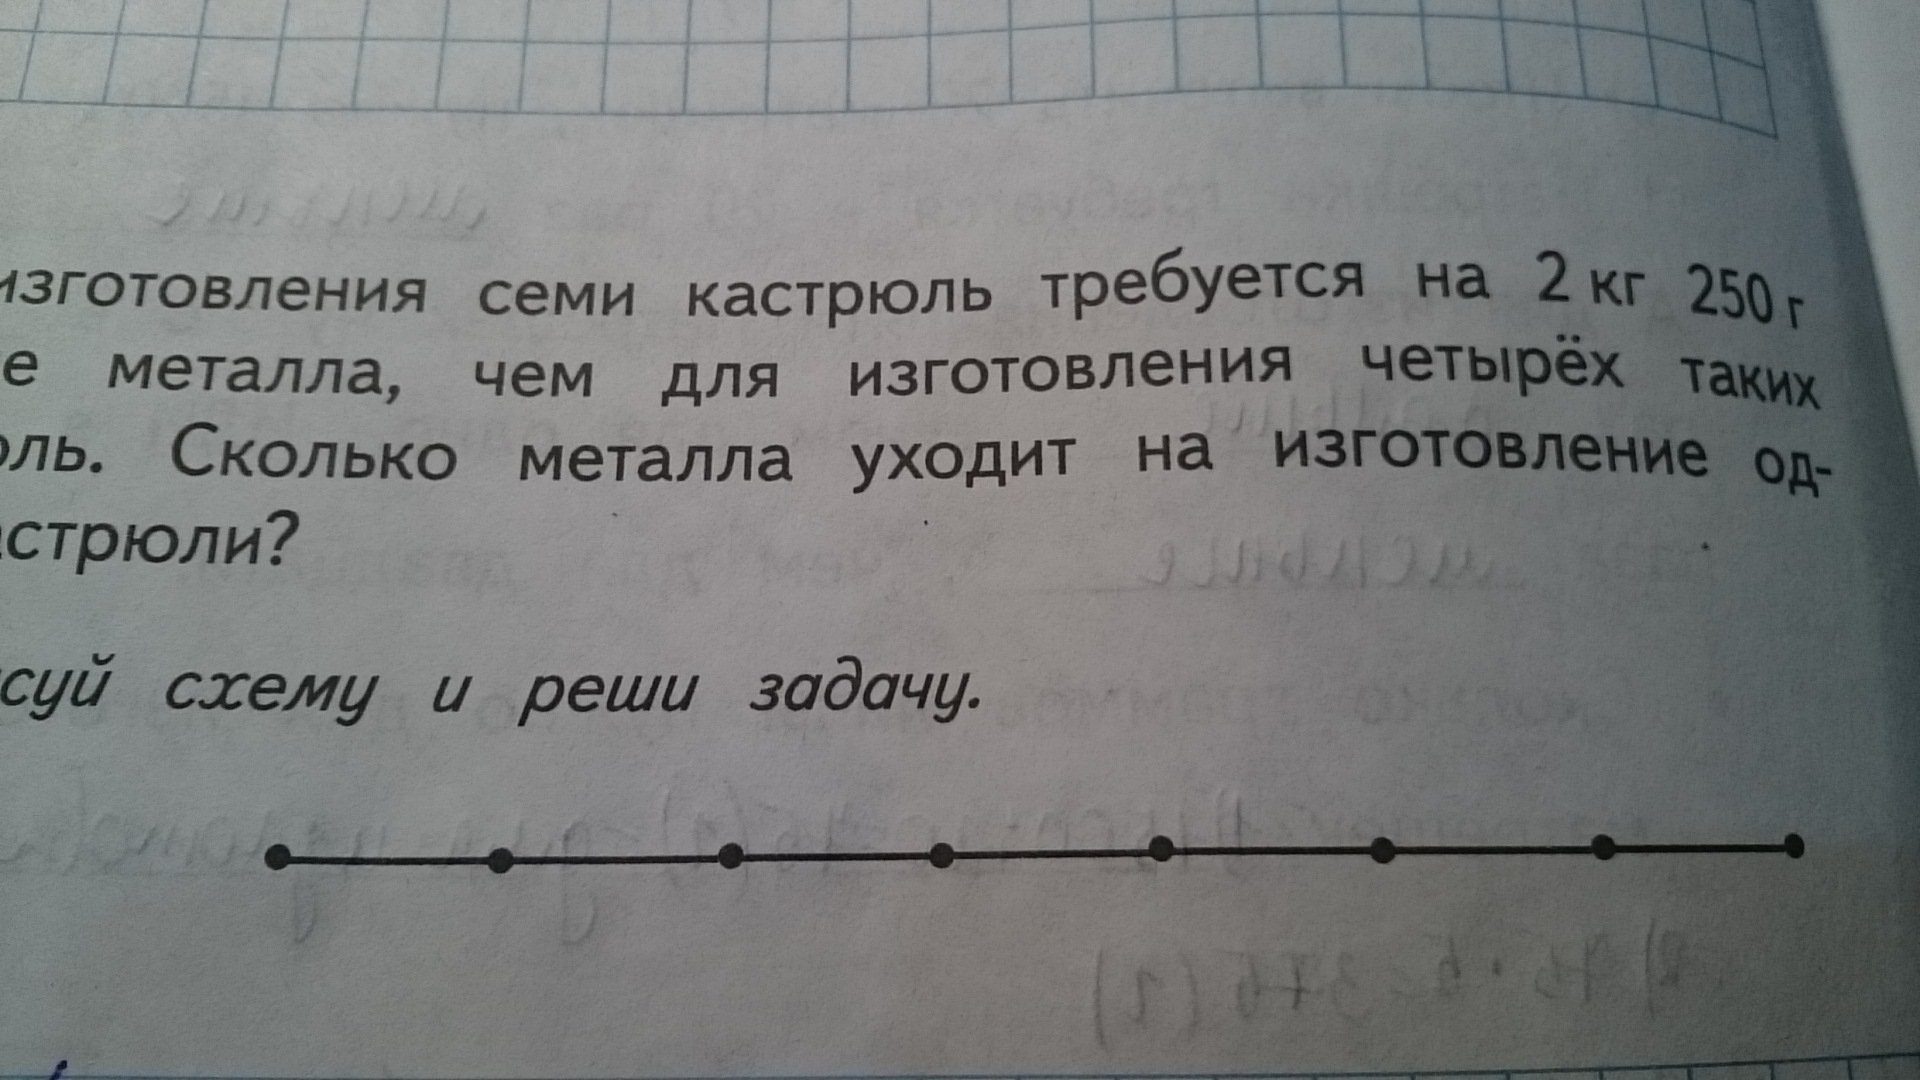 изготовления семи кастрюль требуется на 2 кг 250 г
е металла, чем для изготовления четырёх таких
оль. Сколько металла уходит на изготовление од-
стрюли?
суй схему и реши задачу.